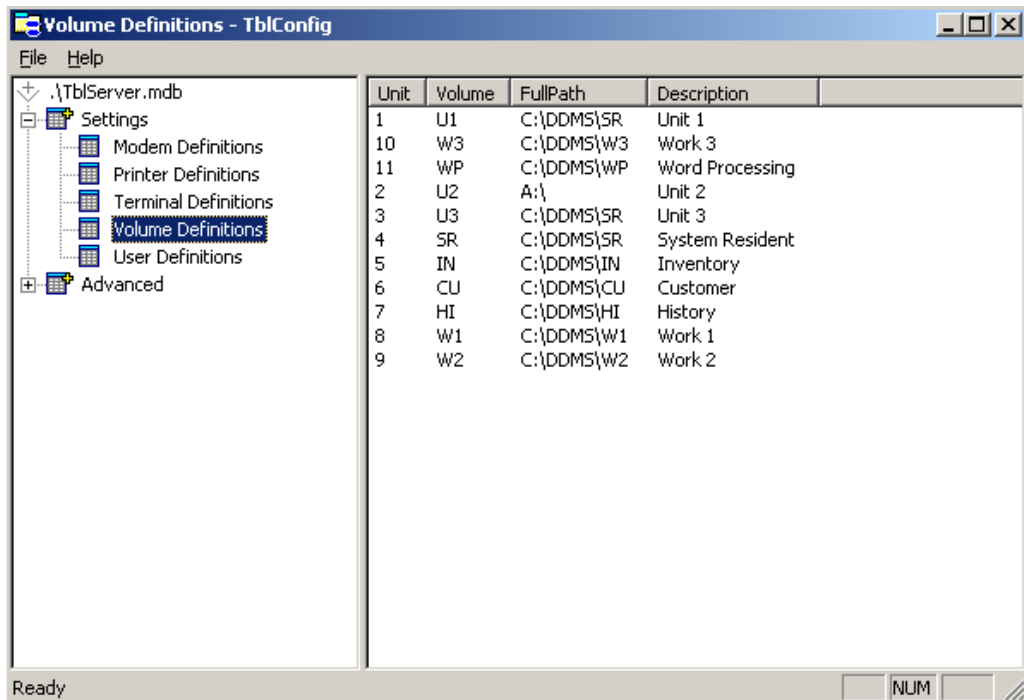 Volume Definitions - TblConfig
File Help
.\TblServer.mdb
Settings
Modem Definitions
Printer Definitions
Terminal Definitions
Volume Definitions
User Definitions
Advanced
Unit Volume FullPath Description
1 U1 C:\DDMS\SR Unit 1
10 W3 C:\DDMS\W3 Work 3
11 WP C:\DDMS\WP Word Processing
2 U2 A:\ Unit 2
3 U3 C:\DDMS\SR Unit 3
4 SR C:\DDMS\SR System Resident
5 IN C:\DDMS\IN Inventory
6 CU C:\DDMS\CU Customer
7 HI C:\DDMS\HI History
8 W1 C:\DDMS\W1 Work 1
9 W2 C:\DDMS\W2 Work 2
Ready NUM